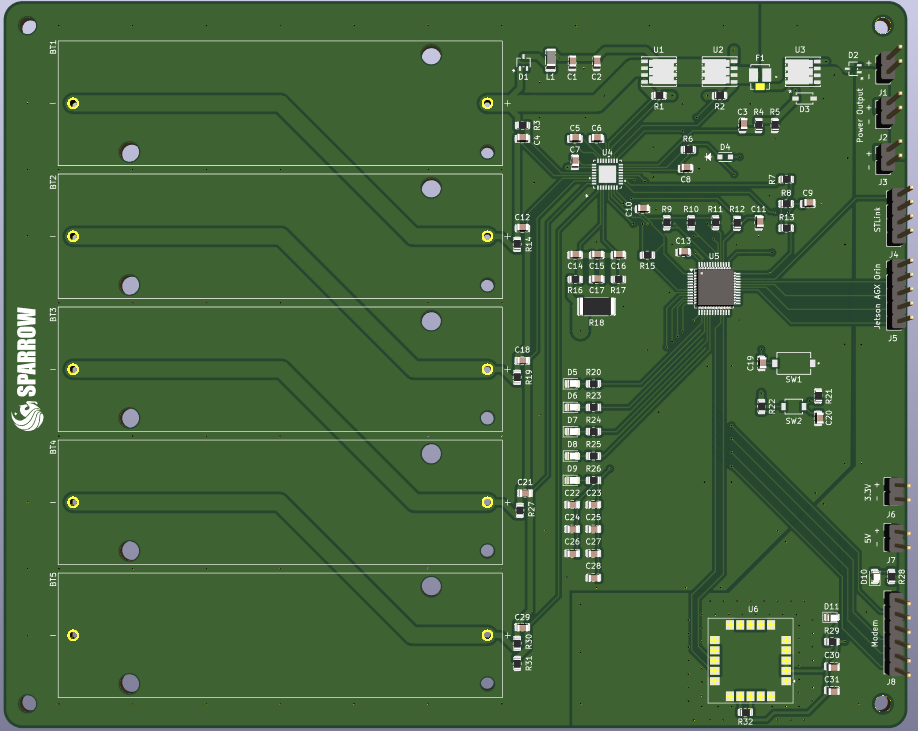 BT1
−
+
BT2
−
+
BT3
−
+
BT4
−
+
BT5
−
+
SPARROW
D1
L1
C1
C2
U1
R1
U2
R2
F1
U3
D3
D2
+
−
J1
Power Output
+
−
J2
+
−
J3
R3
C4
C5
C6
C7
U4
C3
R4
R5
R6
D4
C8
R7
R8
C9
R13
C10
R9
R10
R11
R12
C11
STLink
J4
C12
R14
C13
U5
R15
C14
C15
C16
R16
C17
R17
R18
Jetson AGX Orin
J5
C18
R19
C19
SW1
R22
SW2
R21
C20
D5
R20
D6
R23
D7
R24
D8
R25
D9
R26
C21
R27
C22
C23
C24
C25
C26
C27
C28
3.3V
+
−
J6
5V
+
−
J7
D10
R28
C29
R30
R31
U6
D11
R29
C30
C31
R32
Modem
J8